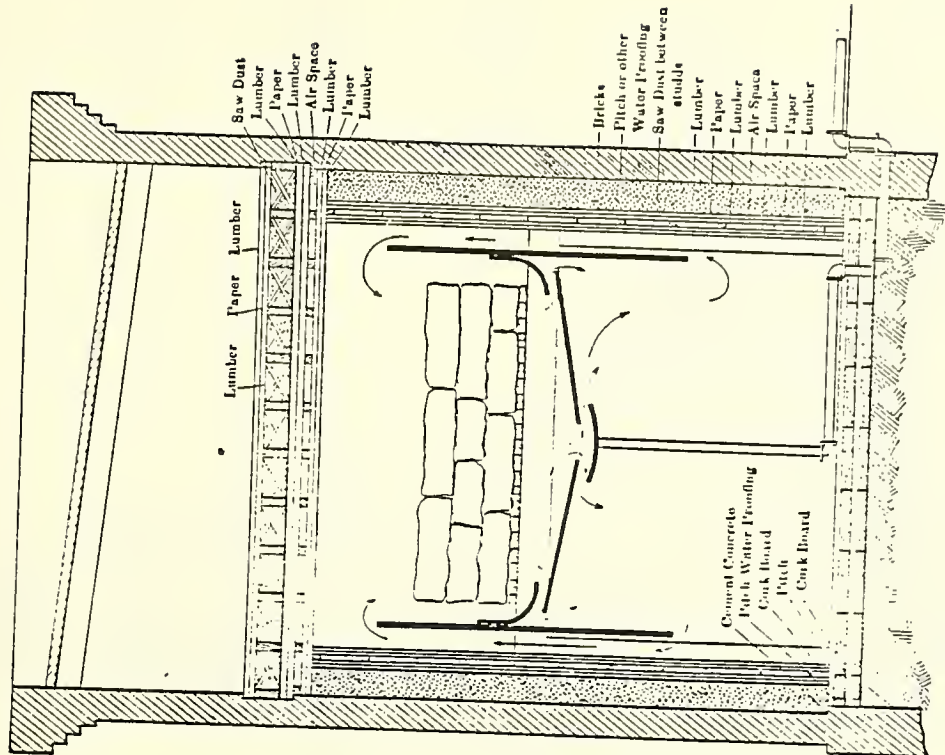 Saw Dust
Lumber
Paper
Lumber
Air Space
Lumber
Paper
Lumber
Lumber
Paper
Lumber
Bricks
Pitch or other
Water Proofing
Saw Dust between
studds
Lumber
Paper
Lumber
Air Space
Lumber
Paper
Lumber
Cement Concrete
Pitch Water Proofing
Cork Board
Pitch
Cork Board